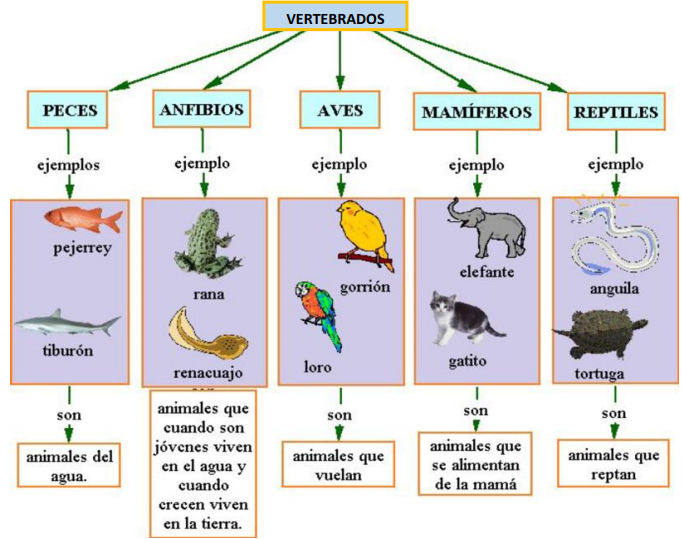 VERTEBRADOS
PECES
ANFIBIOS
AVES
MAMÍFEROS
REPTILES
ejemplos
ejemplo
ejemplo
ejemplo
ejemplo
pejerrey
tiburón
rana
renacuajo
gorrión
loro
elefante
gatito
anguila
tortuga
son
son
son
son
animales del
agua.
animales que
cuando son
jóvenes viven
en el agua y
cuando
crecen viven
en la tierra.
animales que
vuelan
animales que
se alimentan
de la mamá
animales que
reptan